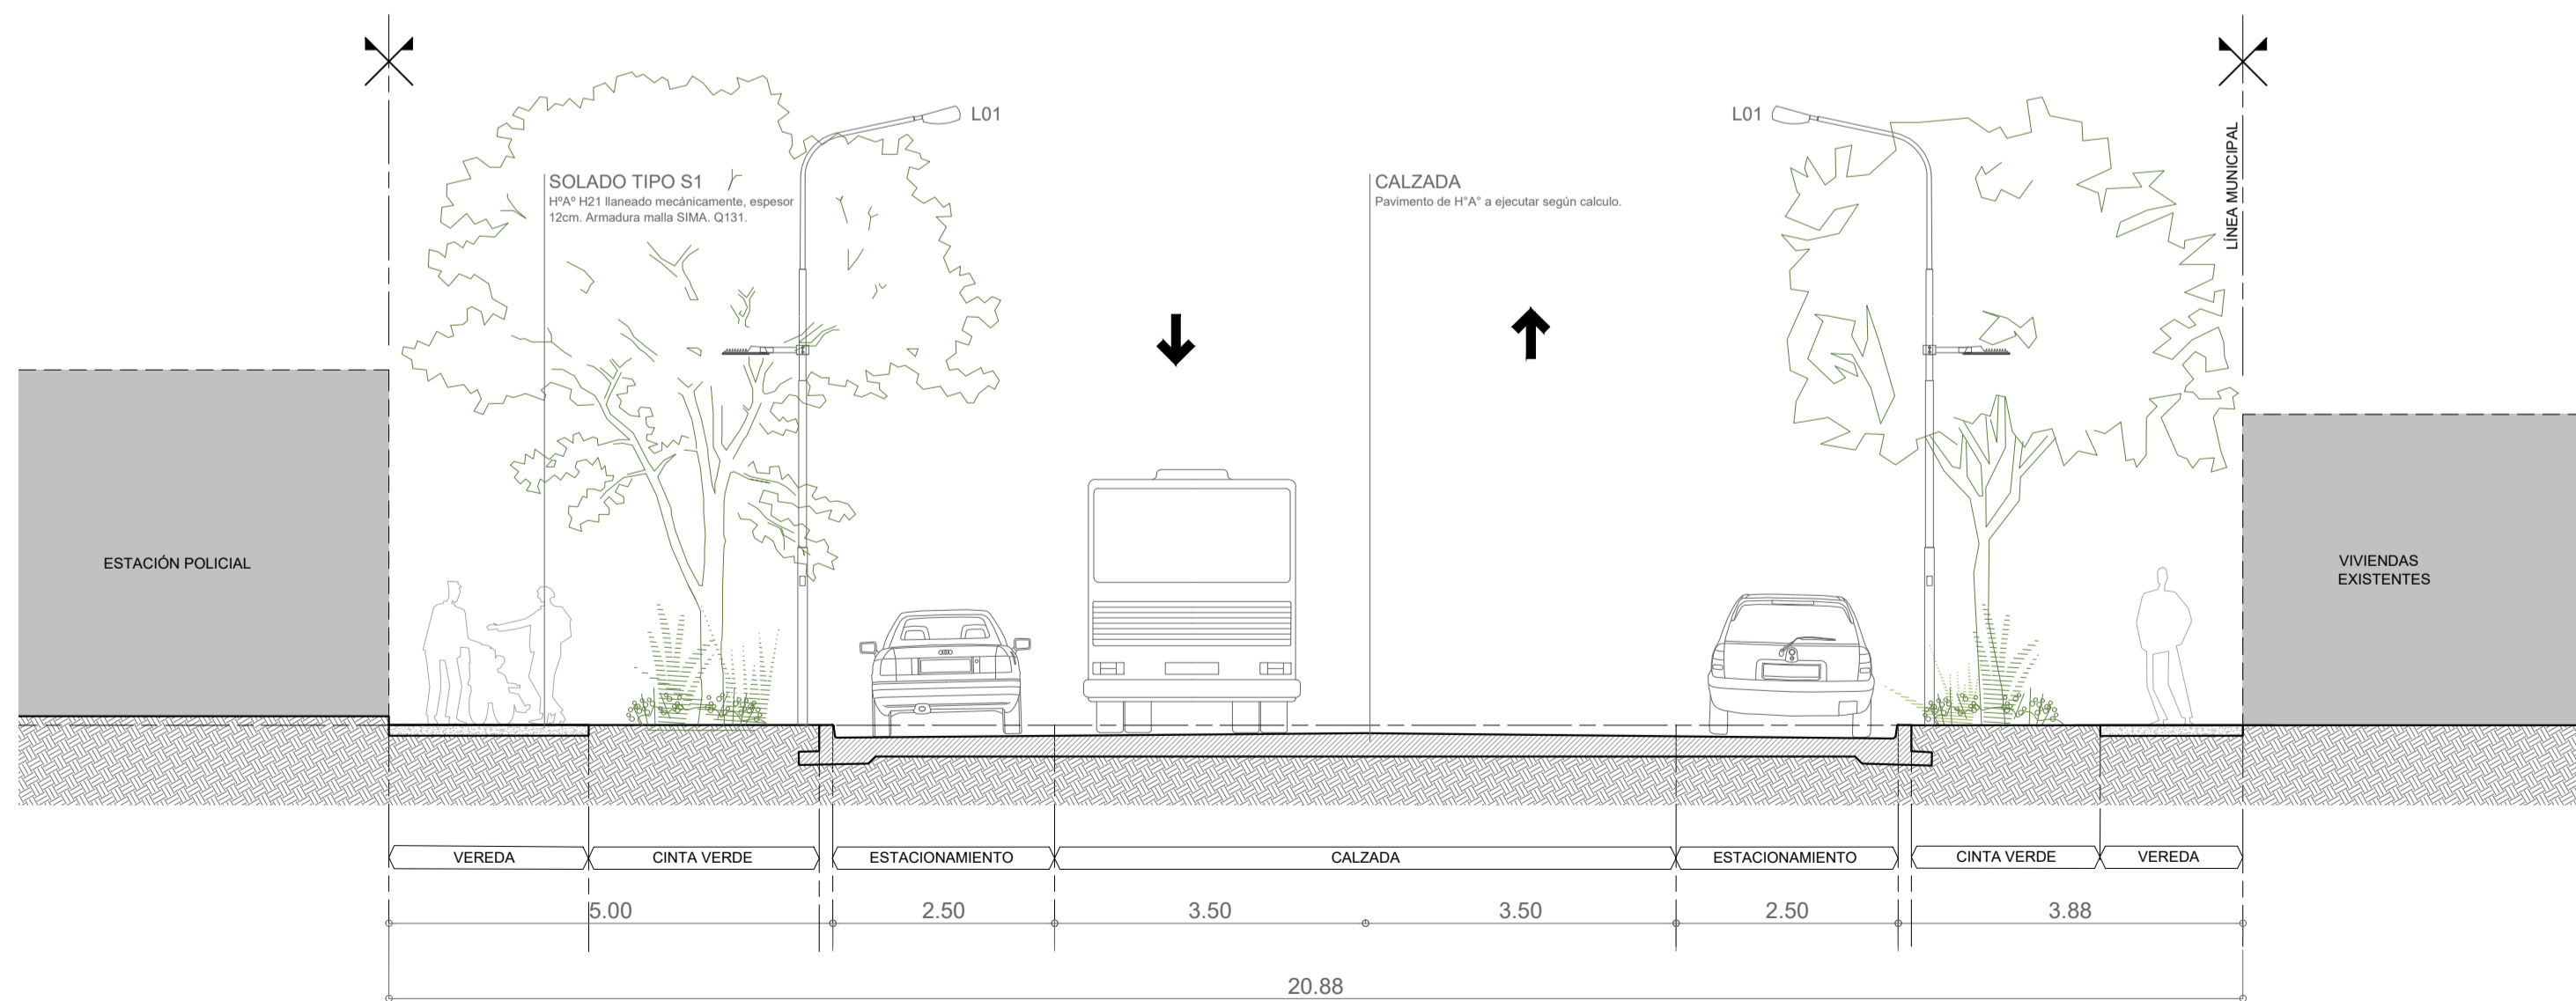 L01
L01
LÍNEA MUNICIPAL
SOLADO TIPO S1
HºAº H21 llaneado mecánicamente, espesor
12cm. Armadura malla SIMA. Q131.
CALZADA
Pavimento de H°A° a ejecutar según calculo.
ESTACIÓN POLICIAL
VIVIENDAS
EXISTENTES
VEREDA
CINTA VERDE
ESTACIONAMIENTO
CALZADA
ESTACIONAMIENTO
CINTA VERDE
VEREDA
5.00
2.50
3.50
3.50
2.50
3.88
20.88